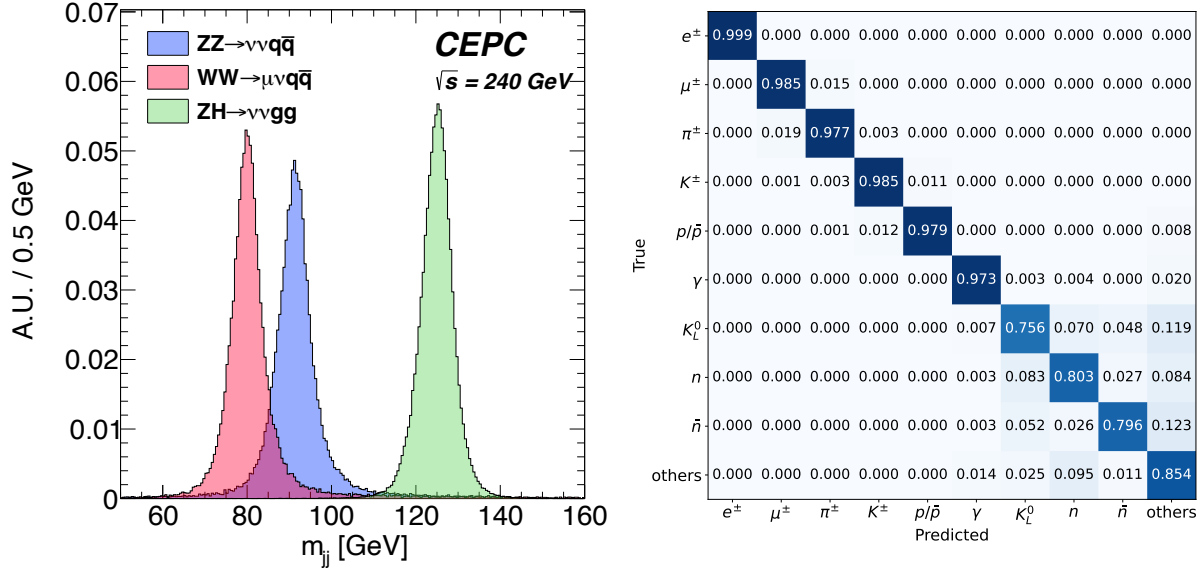 0.07
0.06
0.05
0.04
0.03
0.02
0.01
0
A.U. / 0.5 GeV
ZZ→ννqq̅
WW→μνqq̅
ZH→ννgg
CEPC
√s = 240 GeV
60 80 100 120 140 160
m_jj [GeV]
True
e± 0.999 0.000 0.000 0.000 0.000 0.000 0.000 0.000 0.000 0.000
μ± 0.000 0.985 0.015 0.000 0.000 0.000 0.000 0.000 0.000 0.000
π± 0.000 0.019 0.977 0.003 0.000 0.000 0.000 0.000 0.000 0.000
K± 0.000 0.001 0.003 0.985 0.011 0.000 0.000 0.000 0.000 0.000
p/p̄ 0.000 0.000 0.001 0.012 0.979 0.000 0.000 0.000 0.000 0.008
γ 0.000 0.000 0.000 0.000 0.000 0.973 0.003 0.004 0.000 0.020
K_L^0 0.000 0.000 0.000 0.000 0.000 0.007 0.756 0.070 0.048 0.119
n 0.000 0.000 0.000 0.000 0.000 0.003 0.083 0.803 0.027 0.084
n̄ 0.000 0.000 0.000 0.000 0.000 0.003 0.052 0.026 0.796 0.123
others 0.000 0.000 0.000 0.000 0.000 0.014 0.025 0.095 0.011 0.854
e± μ± π± K± p/p̄ γ K_L^0 n n̄ others
Predicted